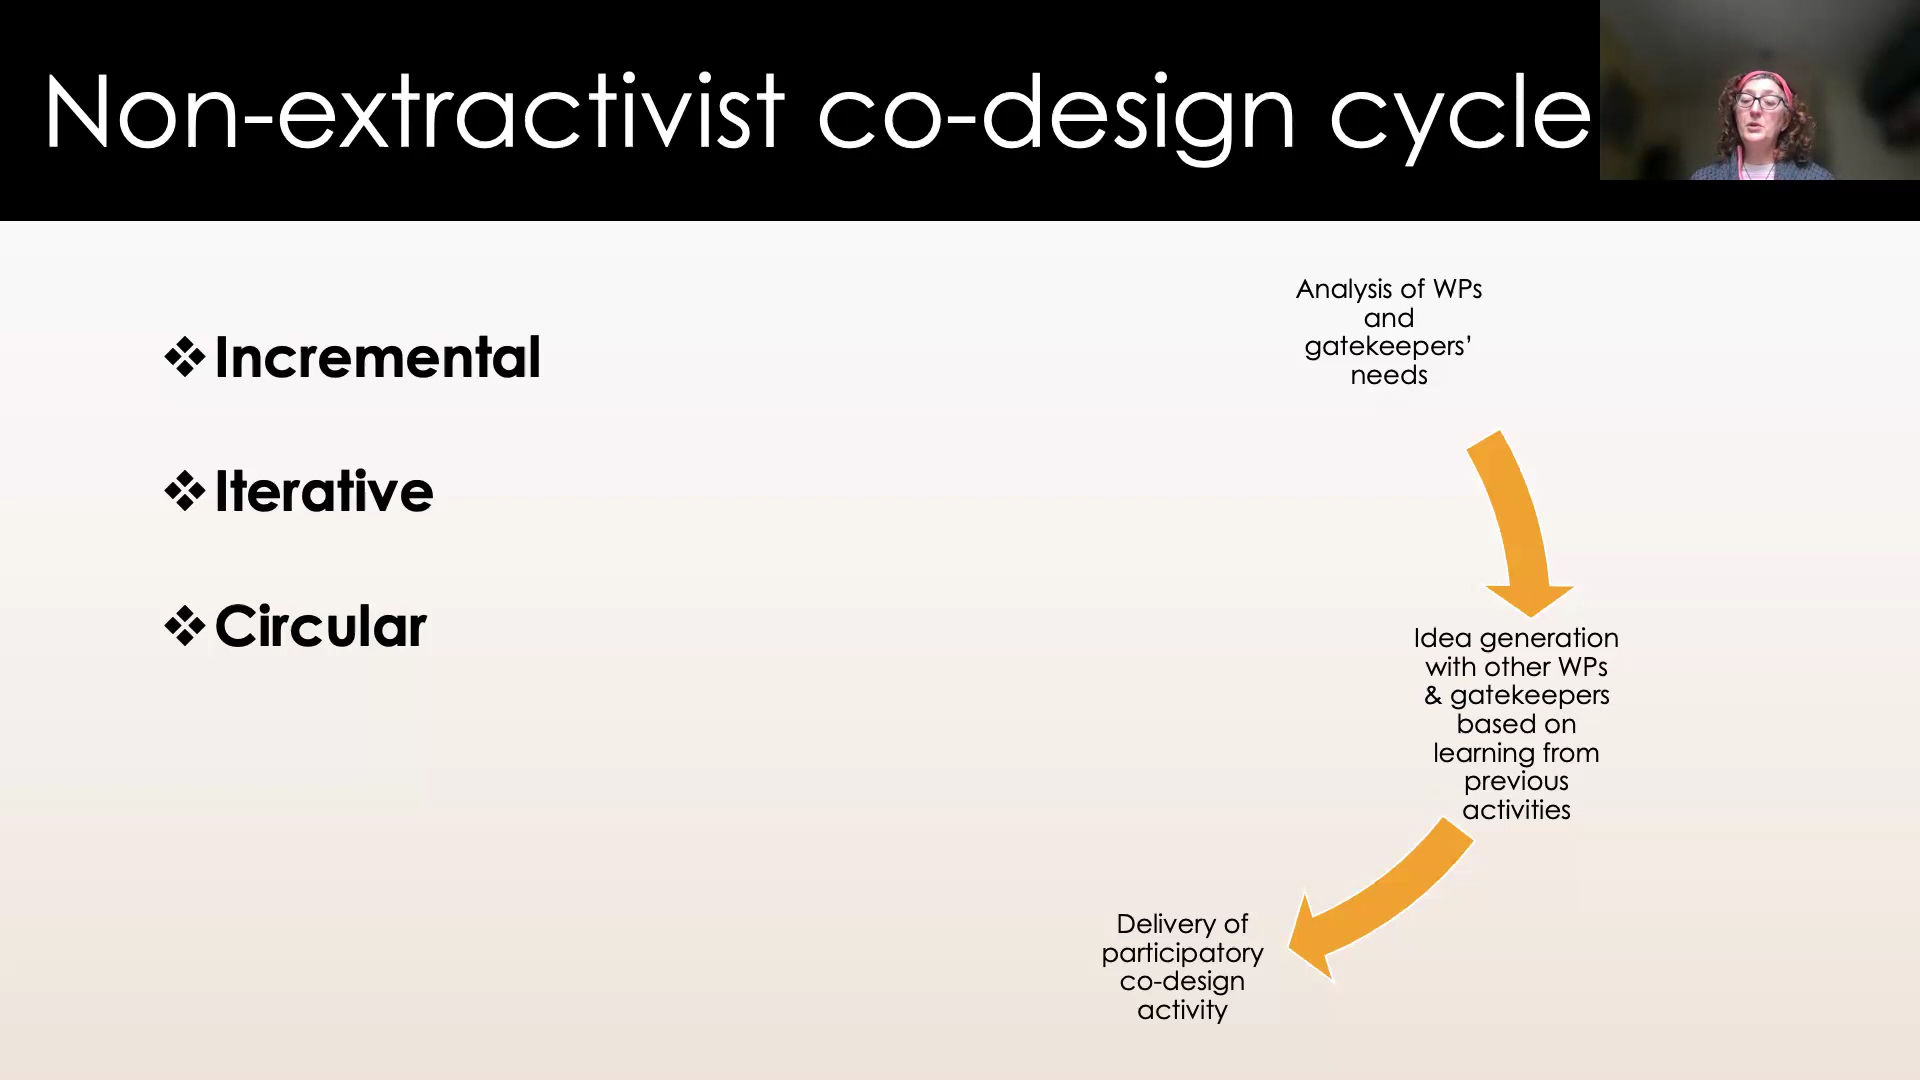 Non-extractivist co-design cycle
Incremental
Iterative
Circular
Analysis of WPs
and
gatekeepers’
needs
Idea generation
with other WPs
& gatekeepers
based on
learning from
previous
activities
Delivery of
participatory
co-design
activity